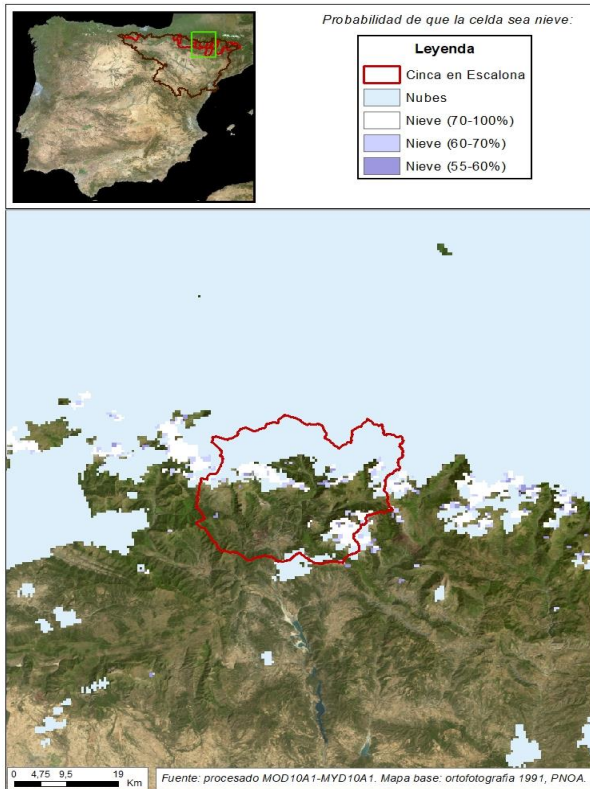 Probabilidad de que la celda sea nieve:
Leyenda
Cinca en Escalona
Nubes
Nieve (70-100%)
Nieve (60-70%)
Nieve (55-60%)
0 4,75 9,5 19
Km
Fuente: procesado MOD10A1-MYD10A1. Mapa base: ortofotografia 1991, PNOA.